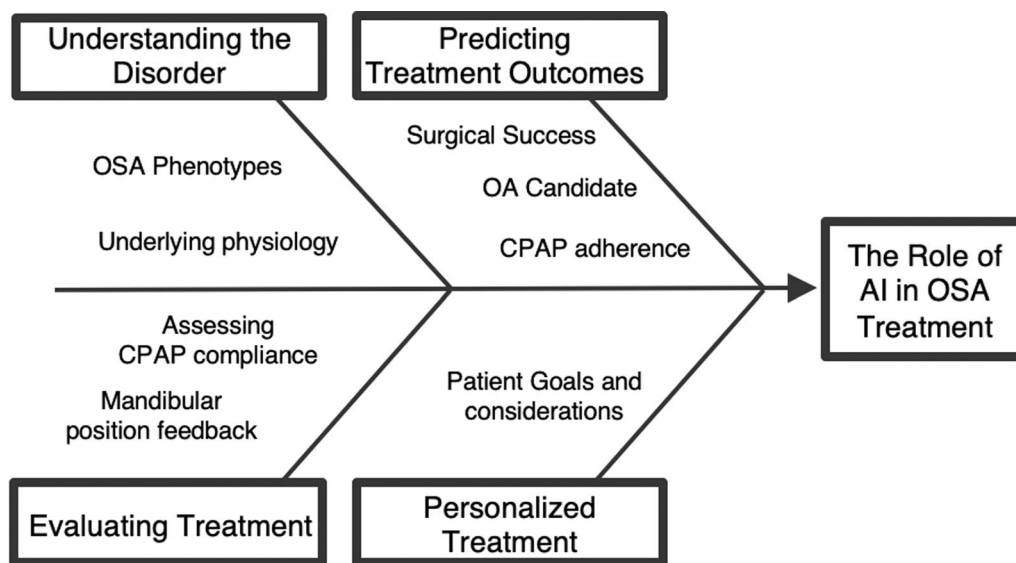 Understanding the
Disorder
Predicting
Treatment Outcomes
OSA Phenotypes
Underlying physiology
Surgical Success
OA Candidate
CPAP adherence
The Role of
AI in OSA
Treatment
Assessing
CPAP compliance
Mandibular
position feedback
Patient Goals and
considerations
Evaluating Treatment
Personalized
Treatment